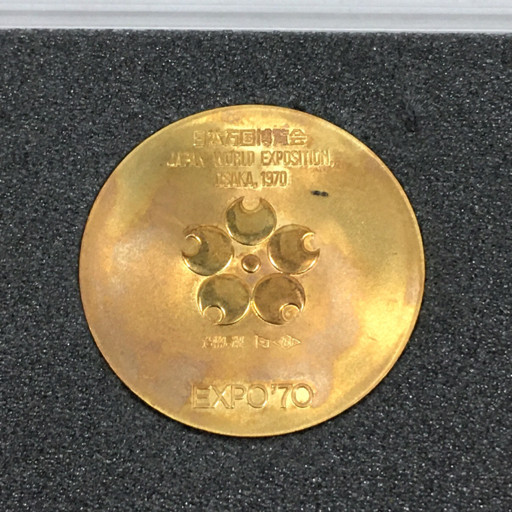 日本万国博覧会
JAPAN WORLD EXPOSITION,
OSAKA, 1970
EXPO'70